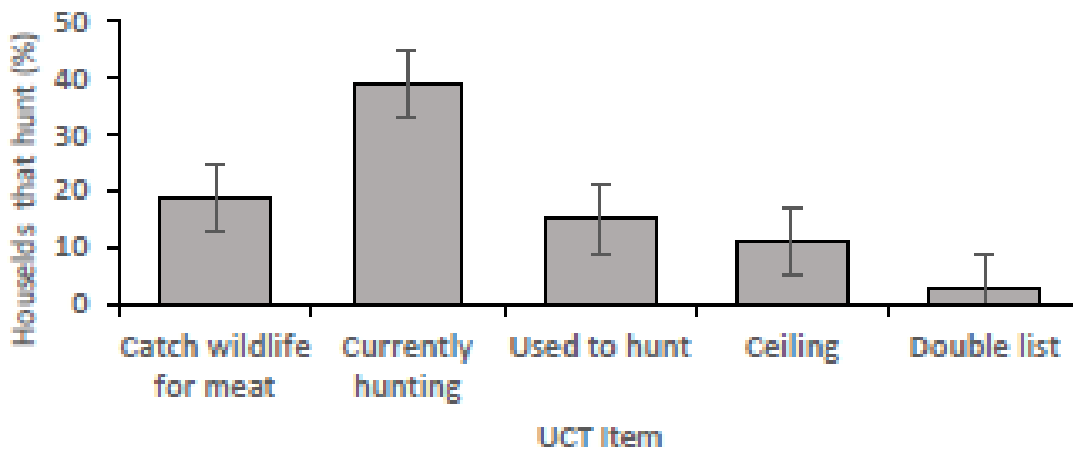 Houselds that hunt (%)
50
40
30
20
10
0
Catch wildlife for meat
Currently hunting
Used to hunt
Ceiling
Double list
UCT Item